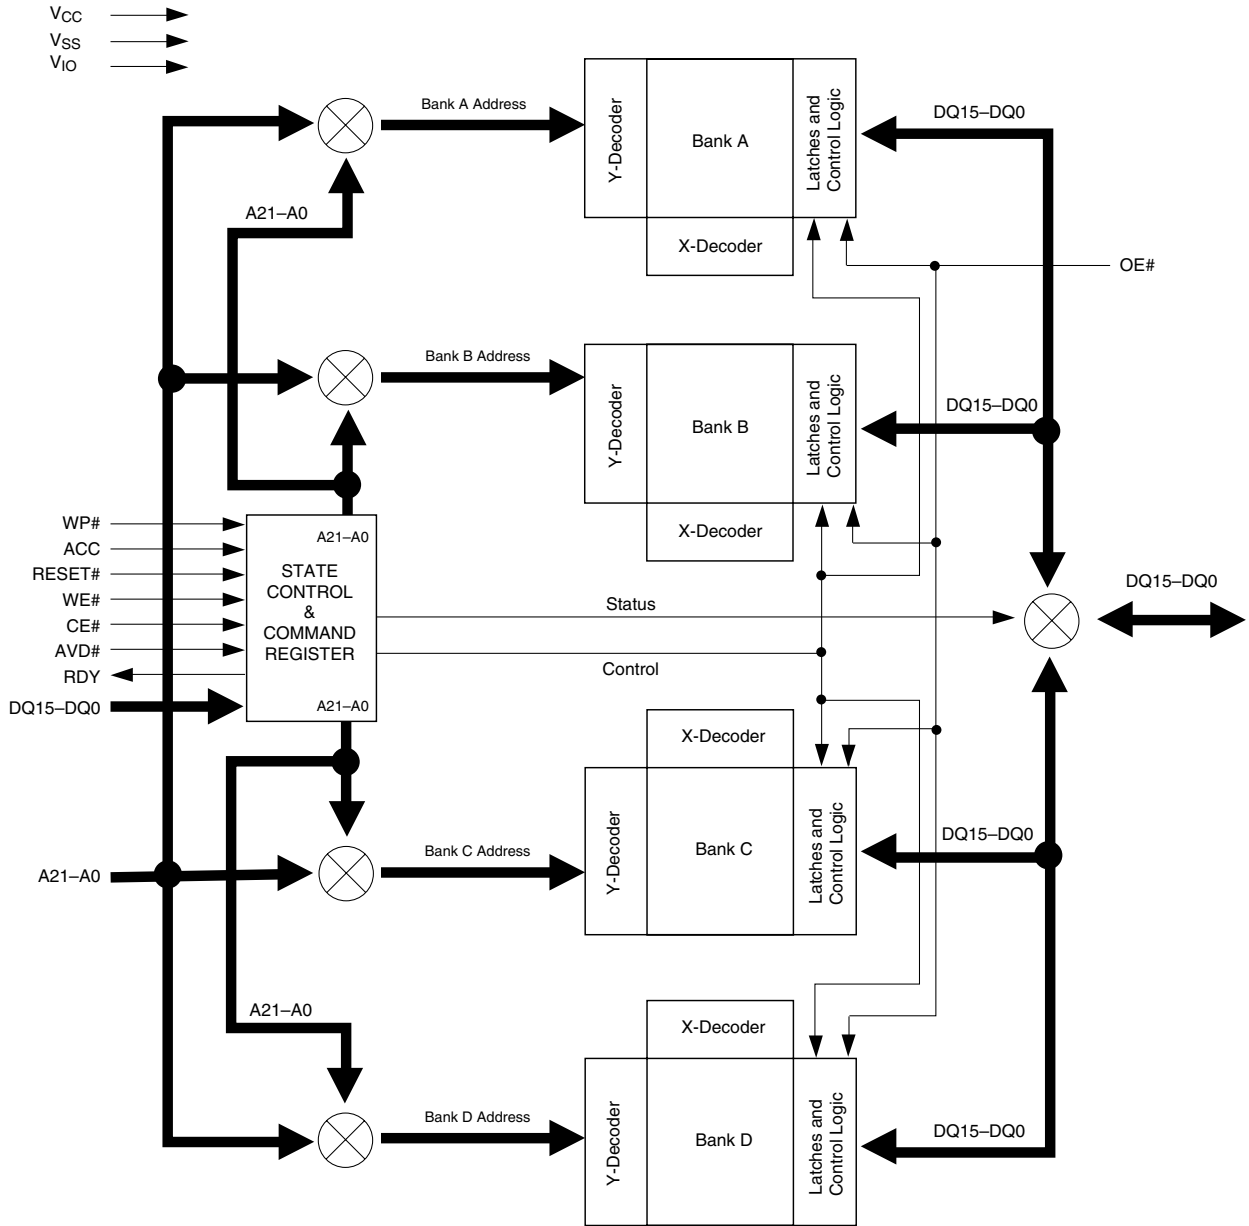 VCC
VSS
VIO
Bank A Address
Y-Decoder
Bank A
Latches and
Control Logic
DQ15–DQ0
A21–A0
X-Decoder
OE#
Bank B Address
Y-Decoder
Bank B
Latches and
Control Logic
DQ15–DQ0
X-Decoder
WP#
ACC
RESET#
WE#
CE#
AVD#
RDY
DQ15–DQ0
A21–A0
STATE
CONTROL
&
COMMAND
REGISTER
A21–A0
Status
Control
DQ15–DQ0
X-Decoder
Bank C Address
Y-Decoder
Bank C
Latches and
Control Logic
DQ15–DQ0
A21–A0
A21–A0
X-Decoder
Bank D Address
Y-Decoder
Bank D
Latches and
Control Logic
DQ15–DQ0